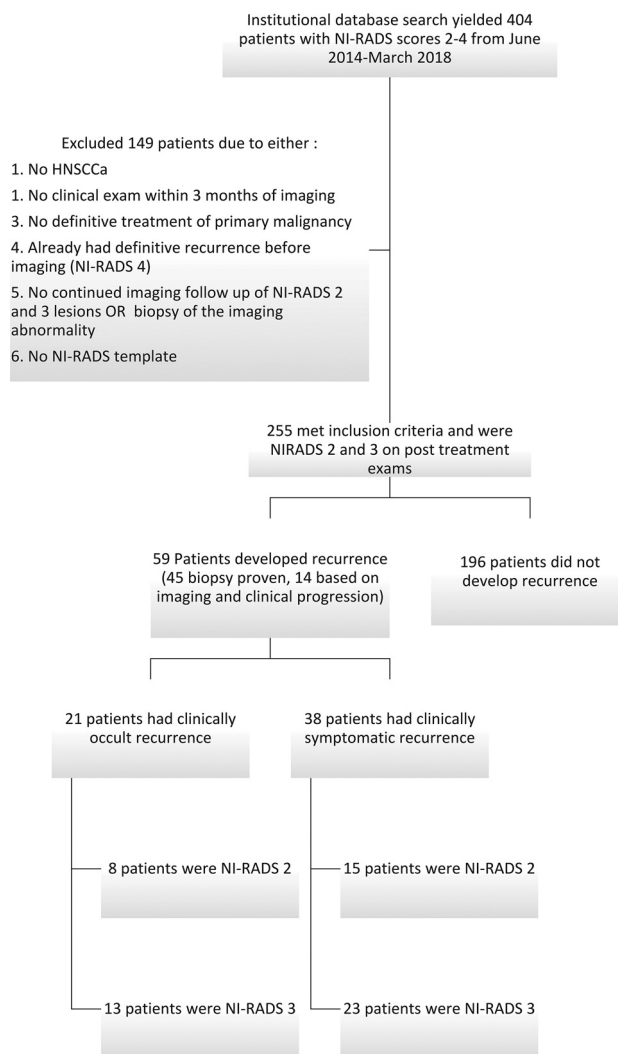 Institutional database search yielded 404
patients with NI-RADS scores 2-4 from June
2014-March 2018
Excluded 149 patients due to either :
1. No HNSCCa
1. No clinical exam within 3 months of imaging
3. No definitive treatment of primary malignancy
4. Already had definitive recurrence before
imaging (NI-RADS 4)
5. No continued imaging follow up of NI-RADS 2
and 3 lesions OR biopsy of the imaging
abnormality
6. No NI-RADS template
255 met inclusion criteria and were
NIRADS 2 and 3 on post treatment
exams
59 Patients developed recurrence
(45 biopsy proven, 14 based on
imaging and clinical progression)
196 patients did not
develop recurrence
21 patients had clinically
occult recurrence
38 patients had clinically
symptomatic recurrence
8 patients were NI-RADS 2
15 patients were NI-RADS 2
13 patients were NI-RADS 3
23 patients were NI-RADS 3